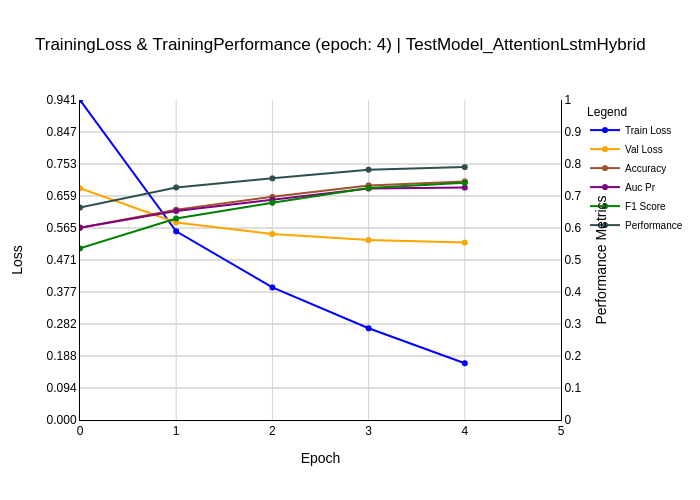 TrainingLoss & TrainingPerformance (epoch: 4) | TestModel_AttentionLstmHybrid
0.941
0.847
0.753
0.659
0.565
0.471
0.377
0.282
0.188
0.094
0.000
Loss
0
1
2
3
4
5
Epoch
1
0.9
0.8
0.7
0.6
0.5
0.4
0.3
0.2
0.1
0
Performance Metrics
Legend
Train Loss
Val Loss
Accuracy
Auc Pr
F1 Score
Performance